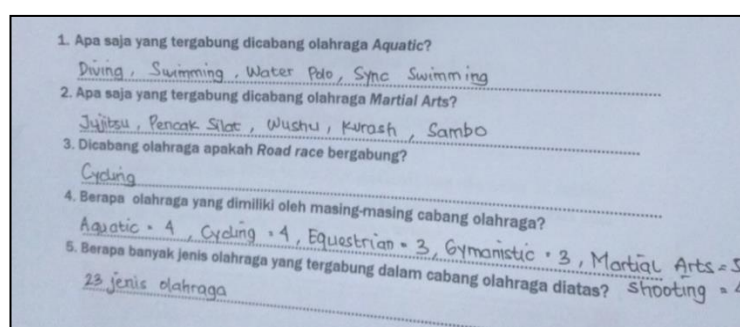 1. Apa saja yang tergabung dicabang olahraga Aquatic?
Diving, Swimming, Water Polo, Sync Swimming
2. Apa saja yang tergabung dicabang olahraga Martial Arts?
Jujitsu, Pencak Silat, Wushu, Kurash, Sambo
3. Dicabang olahraga apakah Road race bergabung?
Cycling
4. Berapa olahraga yang dimiliki oleh masing-masing cabang olahraga?
Aquatic = 4, Cycling = 4, Equestrian = 3, Gymanistic = 3, Martial Arts = 5
5. Berapa banyak jenis olahraga yang tergabung dalam cabang olahraga diatas? Shooting = 4
23 jenis olahraga